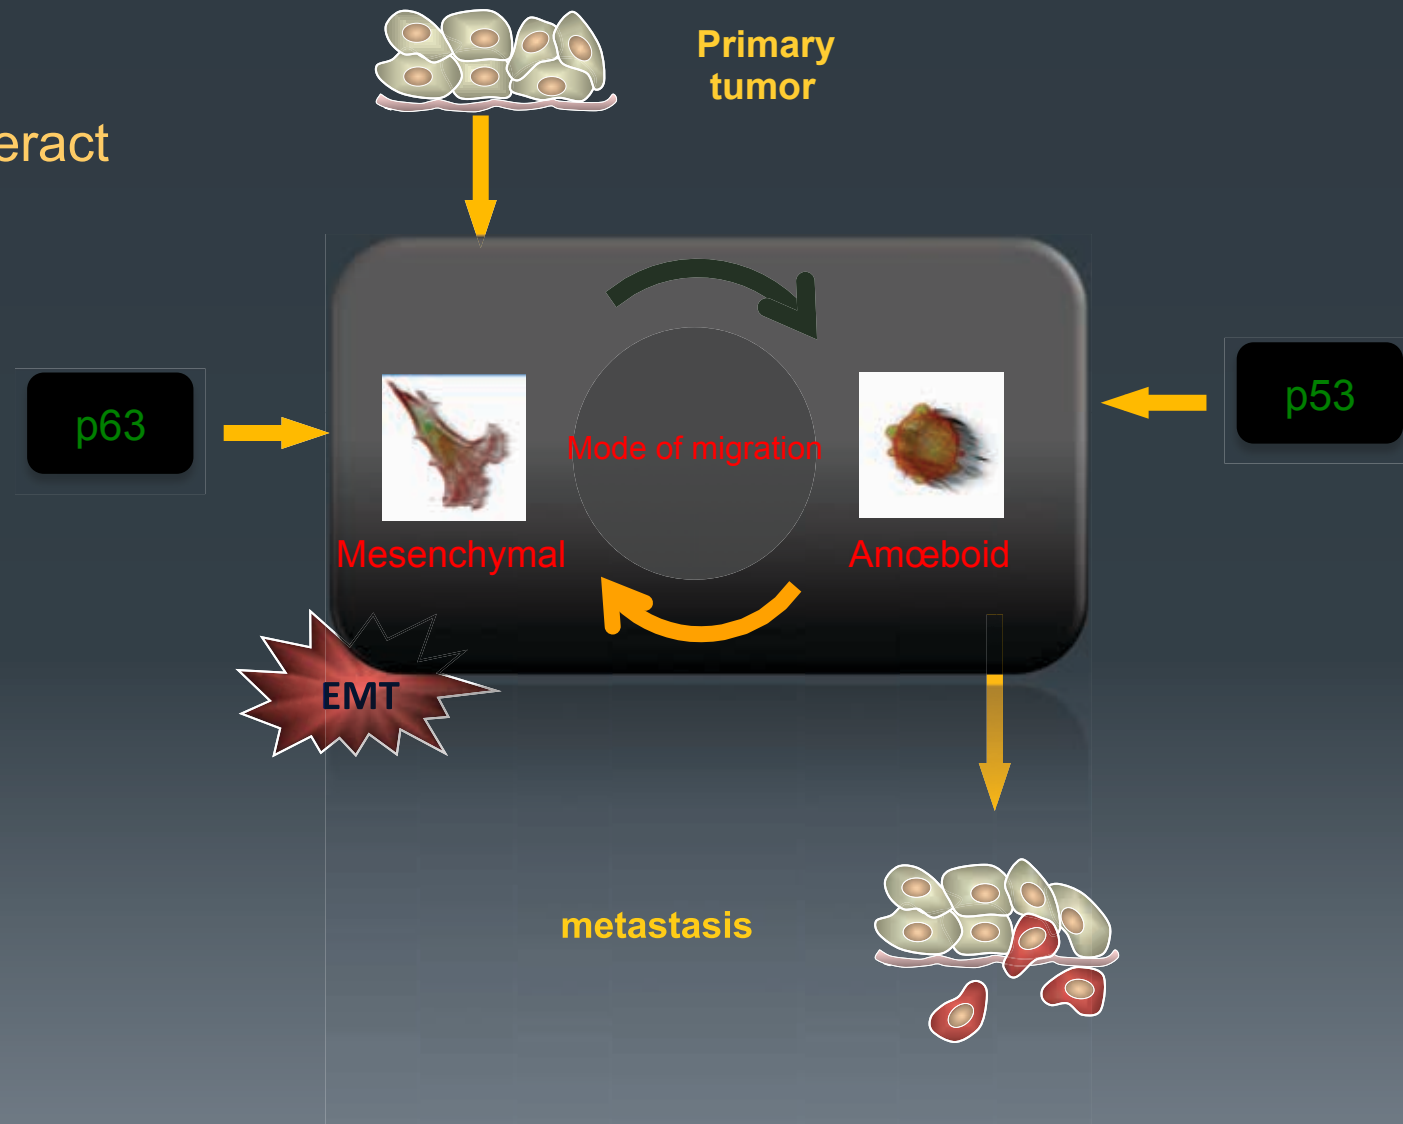 Primary
tumor
eract
p63
p53
Mode of migration
Mesenchymal
Amœboid
EMT
metastasis